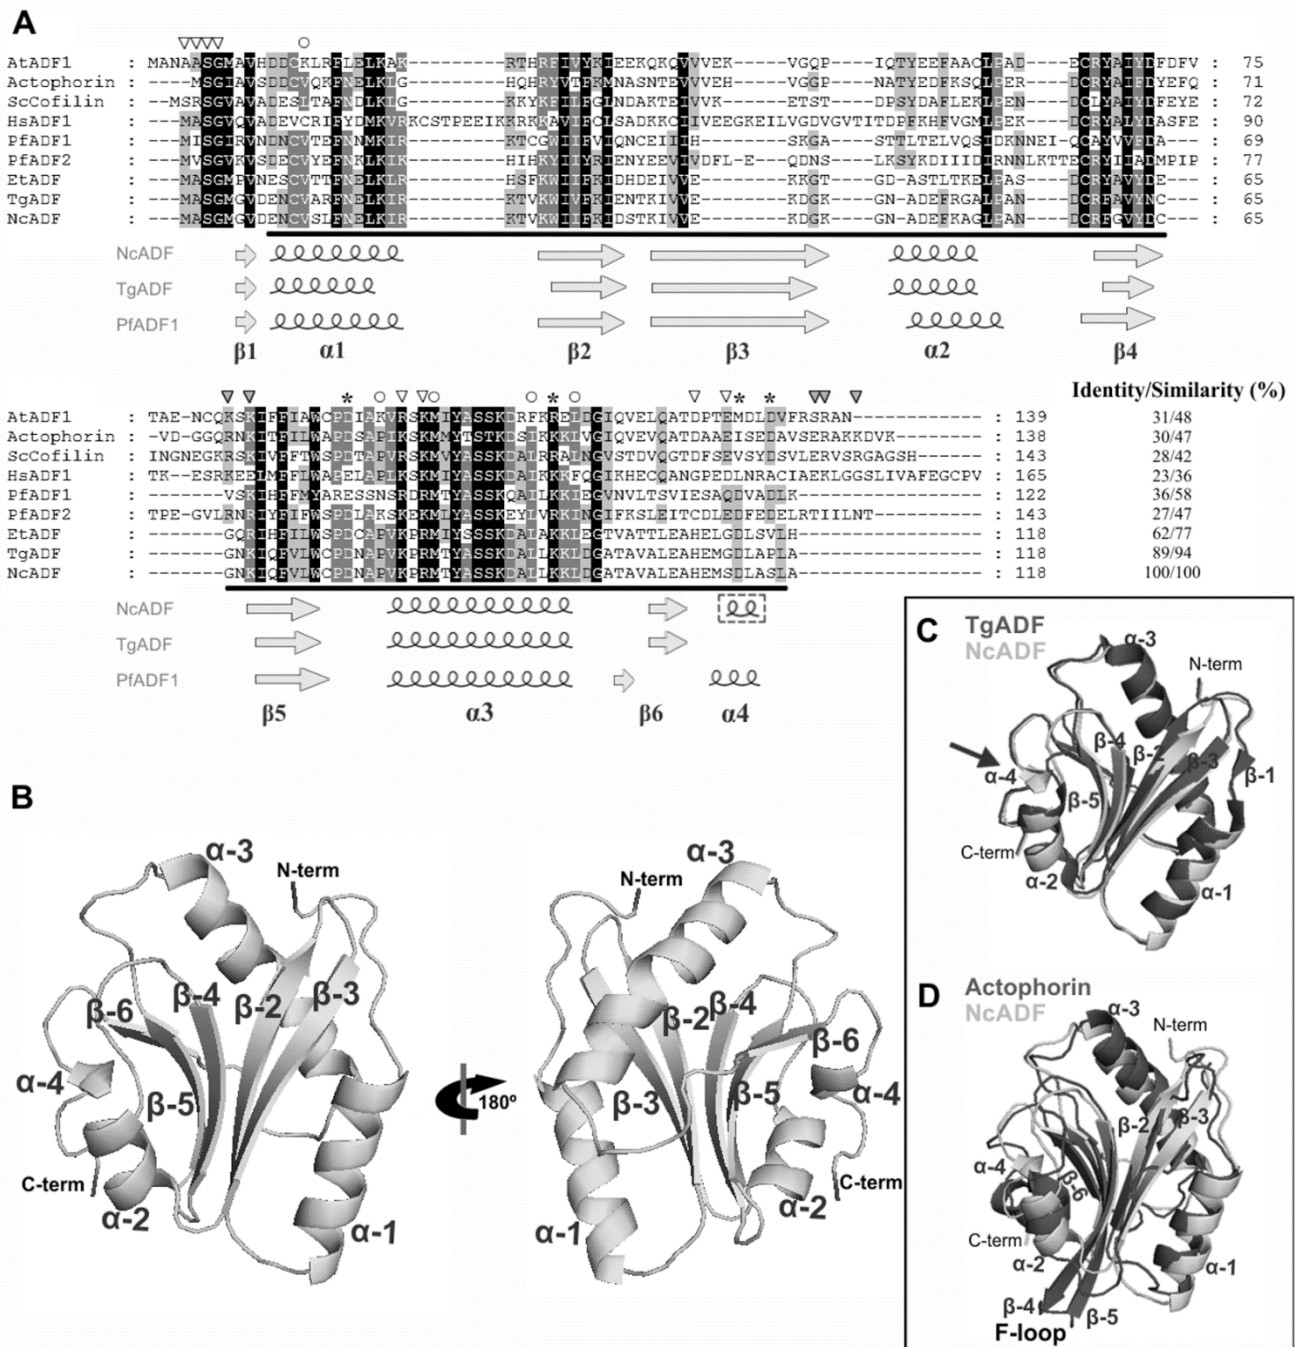 A
AtADF1 : MANAASGMAVHDDCKLRFLELKAK----------RTHRFIVYKIEEKQKQVVVEK-----VGQP----IQTYEEFAACLPAD-----ECRYAIYDFDFV : 75
Actophorin : ----MSGIAVSDDCVQKFNELKLG----------HQHRYVTFKMNASNTEVVVEH-----VGGP----NATYEDFKSQLPER-----DCRYAIFDYEFQ : 71
ScCofilin : ---MSRSGVAVADESLTAFNDLKLG---------KKYKFILFGLNDAKTEIVVKE-----TSTD----PSYDAFLEKLPEN-----DCLYAIYDFEYE : 72
HsADF1 : ---MASGVQVADEVCRIFYDMKVRKCSTPEEIKKRKKAVIFCLSADKKCIIVEEGKEILVGDVGVTITDPFKHFVGMLPEK-----DCRYALYDASFE : 90
PfADF1 : ---MISGIRVNDNCVTEFNNMKIR----------KTCGWIIFVIQNCEIIIH--------SKGA----STTLTELVQSIDKNNEI-QCAYVVFDA---- : 69
PfADF2 : ---MVSGVKVSDECVYEFNKLKIK----------HIHKYIIYRIENYEEVIVDFL-E---QDNS----LKSYKDIIIDIRNNLKTTECRYIIADMPIP : 77
EtADF : ---MASGMPVNESCVTTFNELKLR----------HSFKWIIFKIDHDEIVVE--------KKGT----GD-ASTLTKELPAS-----DCRYAVYDE---- : 65
TgADF : ---MASGMGVDENCVARFNELKIR----------KTVKWIVFKIENTKIVVE--------KDGK----GN-ADEFRGALPAN-----DCRFAVYDC---- : 65
NcADF : ---MASGMGVDENCVSLFNELKIR----------KTVKWIIFKIDSTKIVVE--------KDGK----GN-ADEFKAGLPAN-----DCRFGVYDC---- : 65
NcADF
TgADF
PfADF1
β1 α1 β2 β3 α2 β4
Identity/Similarity (%)
AtADF1 : TAE-NCQKSKIFFIAWCPDIAKVRSKMIYASSKDRFKRELDGIQVELQATDPTEMDLDVFRSRAN----------- : 139 31/48
Actophorin : -VD-GGQRNKITFILWAPDSAPIKSKMMYTSTKDSIKKKLVGIQVEVQATDAAEISEDAVSERAKKDVK-------- : 138 30/47
ScCofilin : INGNEGKRSKIVFFTWSPDTAPVRSKMVYASSKDALRRALNGVSTDVQGTDFSEVSYDSVLERVSRGAGSH------ : 143 28/42
HsADF1 : TK--ESRKEELMFFLWAPELAPLKSKMIYASSKDAIKKKFQGIKHECQANGPEDLNRACIAEKLGGSLIVAFEGCPV : 165 23/36
PfADF1 : -------VSKIHFFMYARESSNSRDRMTYASSKQAILKKIEGVNVLTSVIESAQDVADLK---------------- : 122 36/58
PfADF2 : TPE-GVLRNRIYFIFWSPDLAKSKEKMLYASSKEYLVRKINGIFKSLEITCDLEDFEDELRTIILNT---------- : 143 27/47
EtADF : -------GQRIHFILWSPDCAPVKPRMIYSSSKDALAKKLEGTVATTLEAHELGDLSVLH---------------- : 118 62/77
TgADF : -------GNKIQFVLWCPDNAPVKPRMTYASSKDALLKKLDGATAVALEAHEMGDLAPLA---------------- : 118 89/94
NcADF : -------GNKIQFVLWCPDNAPVKPRMTYASSKDALLKKLDGATAVALEAHEMSDLASLA---------------- : 118 100/100
NcADF
TgADF
PfADF1
β5 α3 β6 α4
B
α-3
N-term
β-6
β-4
β-2
β-3
α-4
β-5
C-term
α-2
α-1
180º
α-3
N-term
β-2
β-4
β-6
β-3
β-5
α-4
C-term
α-2
α-1
C
TgADF
NcADF
α-3
N-term
β-4
β-2
β-3
β-1
α-4
β-5
C-term
α-2
α-1
D
Actophorin
NcADF
α-3
N-term
β-2
β-3
α-4
β-6
C-term
α-2
α-1
β-4
β-5
F-loop